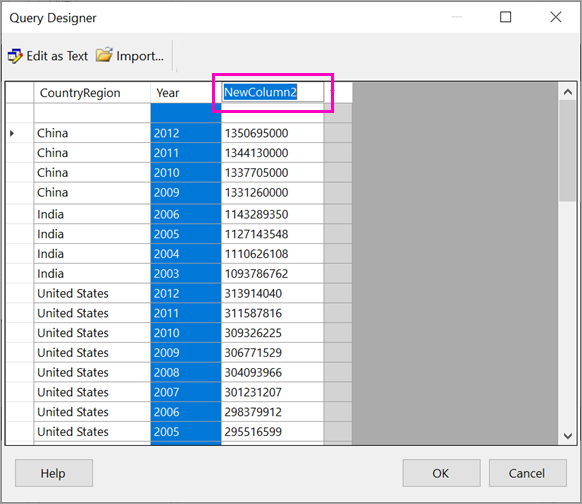 Query Designer
Edit as Text Import...
CountryRegion Year NewColumn2
China 2012 1350695000
China 2011 1344130000
China 2010 1337705000
China 2009 1331260000
India 2006 1143289350
India 2005 1127143548
India 2004 1110626108
India 2003 1093786762
United States 2012 313914040
United States 2011 311587816
United States 2010 309326225
United States 2009 306771529
United States 2008 304093966
United States 2007 301231207
United States 2006 298379912
United States 2005 295516599
Help OK Cancel